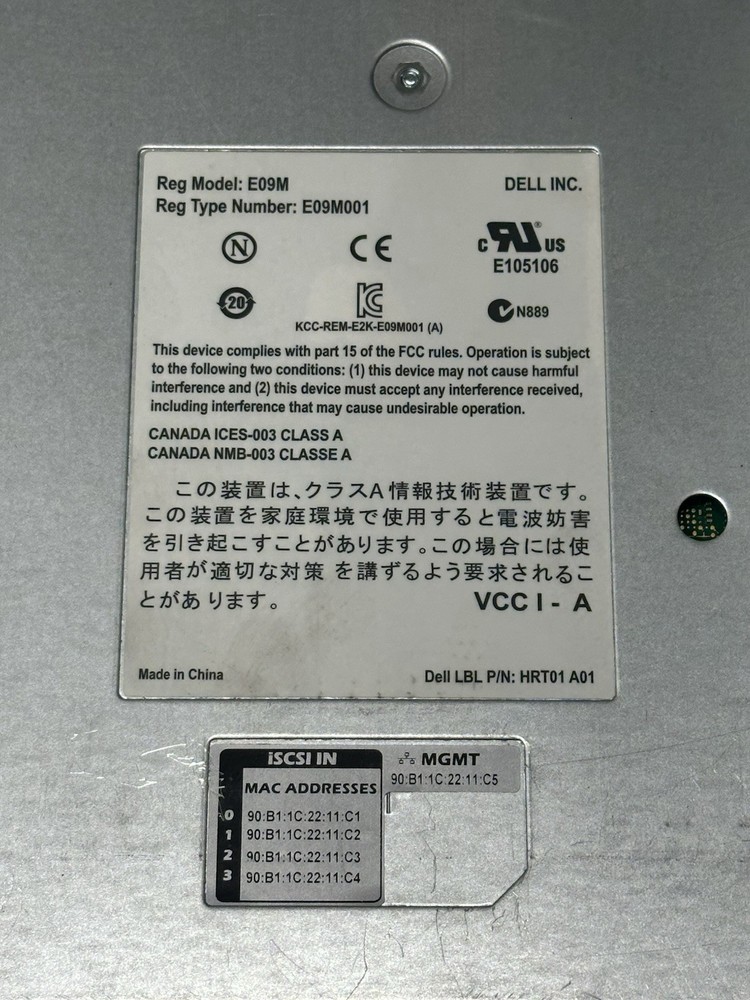 Reg Model: E09M
DELL INC.
Reg Type Number: E09M001
N
CE
c RU® US
E105106
20
KCC-REM-E2K-E09M001 (A)
N889
This device complies with part 15 of the FCC rules. Operation is subject
to the following two conditions: (1) this device may not cause harmful
interference and (2) this device must accept any interference received,
including interference that may cause undesirable operation.
CANADA ICES-003 CLASS A
CANADA NMB-003 CLASSE A
この装置は、クラスA情報技術装置です。
この装置を家庭環境で使用すると電波妨害
を引き起こすことがあります。この場合には使
用者が適切な対策 を講ずるよう要求されるこ
とがあります。
VCC I - A
Made in China
Dell LBL P/N: HRT01 A01
iSCSI IN
MAC ADDRESSES
0 90:B1:1C:22:11:C1
1 90:B1:1C:22:11:C2
2 90:B1:1C:22:11:C3
3 90:B1:1C:22:11:C4
MGMT
90:B1:1C:22:11:C5